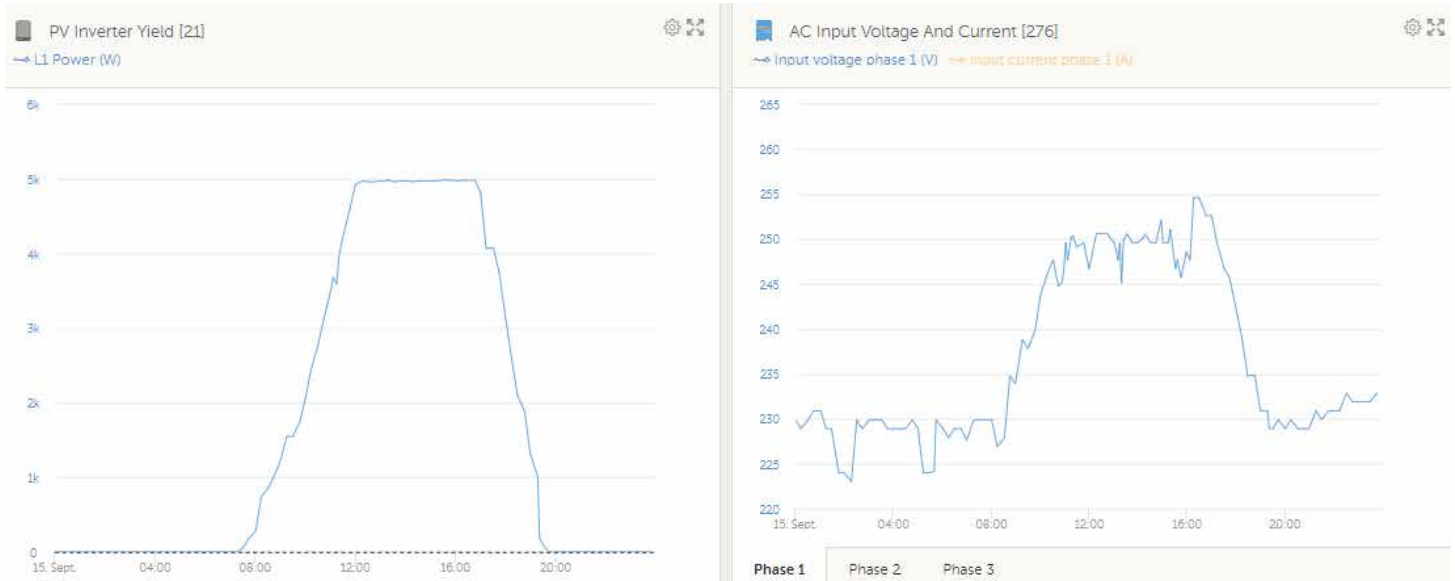 PV Inverter Yield [21]
L1 Power (W)
6k
5k
4k
3k
2k
1k
0
15. Sept.
04:00
08:00
12:00
16:00
20:00
AC Input Voltage And Current [276]
Input voltage phase 1 (V)
Input current phase 1 (A)
265
260
255
250
245
240
235
230
225
220
15. Sept.
04:00
08:00
12:00
16:00
20:00
Phase 1
Phase 2
Phase 3